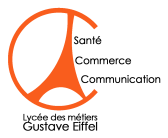 Santé
Commerce
Communication
Lycée des métiers
Gustave Eiffel